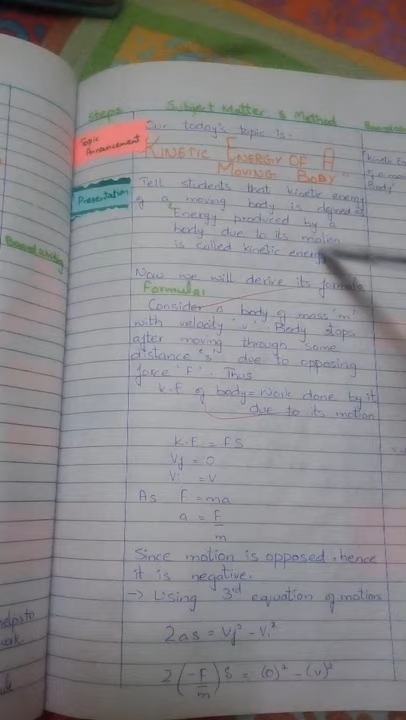 Steps
Subject Matter & Method
Topic Announcement
Our today's topic is:-
"KINETIC ENERGY OF A
MOVING BODY"
Presentation
Tell students that kinetic energy
of a moving body is defined as
"Energy produced by a
body due to its motion
is called kinetic energy
Now we will derive its formula
Formula:
Consider a body of mass 'm'
with velocity 'v'. Body stops
after moving through some
distance 's' due to opposing
force 'F'. Thus
K.E of body = Work done by it
due to its motion
K.E = FS
Vf = 0
Vi = V
As F = ma
a = F/m
Since motion is opposed, hence
it is negative.
→ Using 3rd equation of motion
2as = Vf² - Vi²
2(-F/m)S = (0)² - (v)²